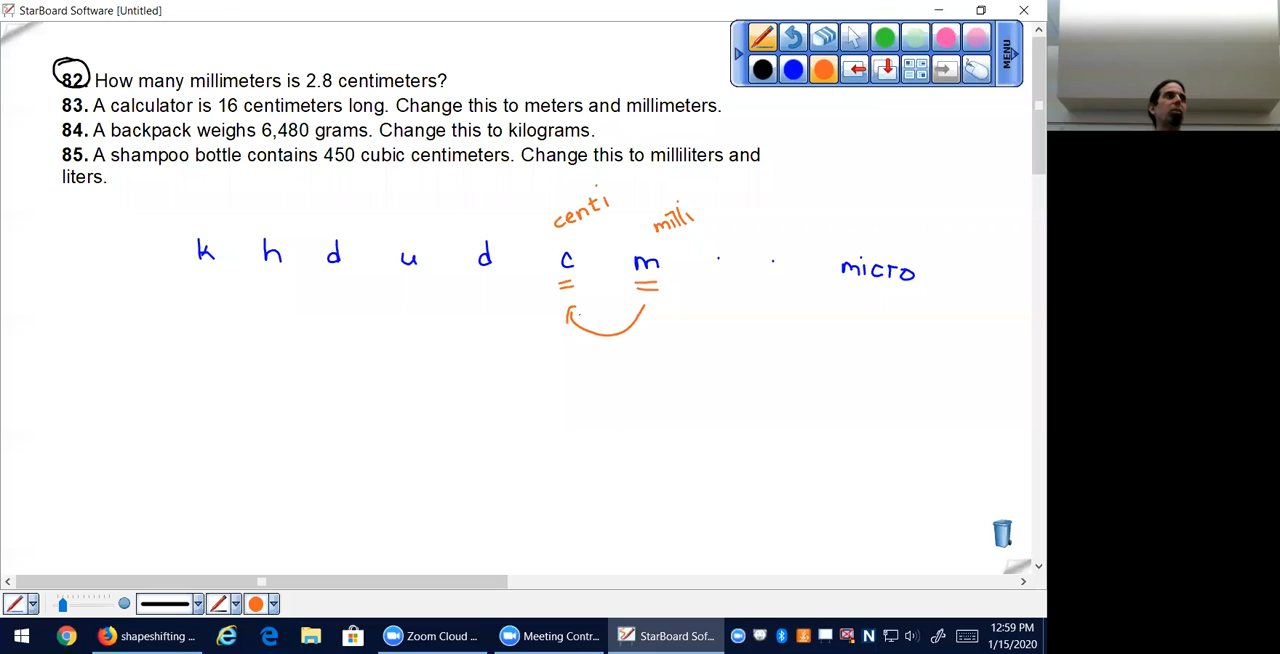 StarBoard Software [Untitled]
82. How many millimeters is 2.8 centimeters?
83. A calculator is 16 centimeters long. Change this to meters and millimeters.
84. A backpack weighs 6,480 grams. Change this to kilograms.
85. A shampoo bottle contains 450 cubic centimeters. Change this to milliliters and
liters.
MENU
centi milli
k h d u d c m . . micro
shapeshifting ... Zoom Cloud ... Meeting Contr... StarBoard Sof... N 12:59 PM
1/15/2020